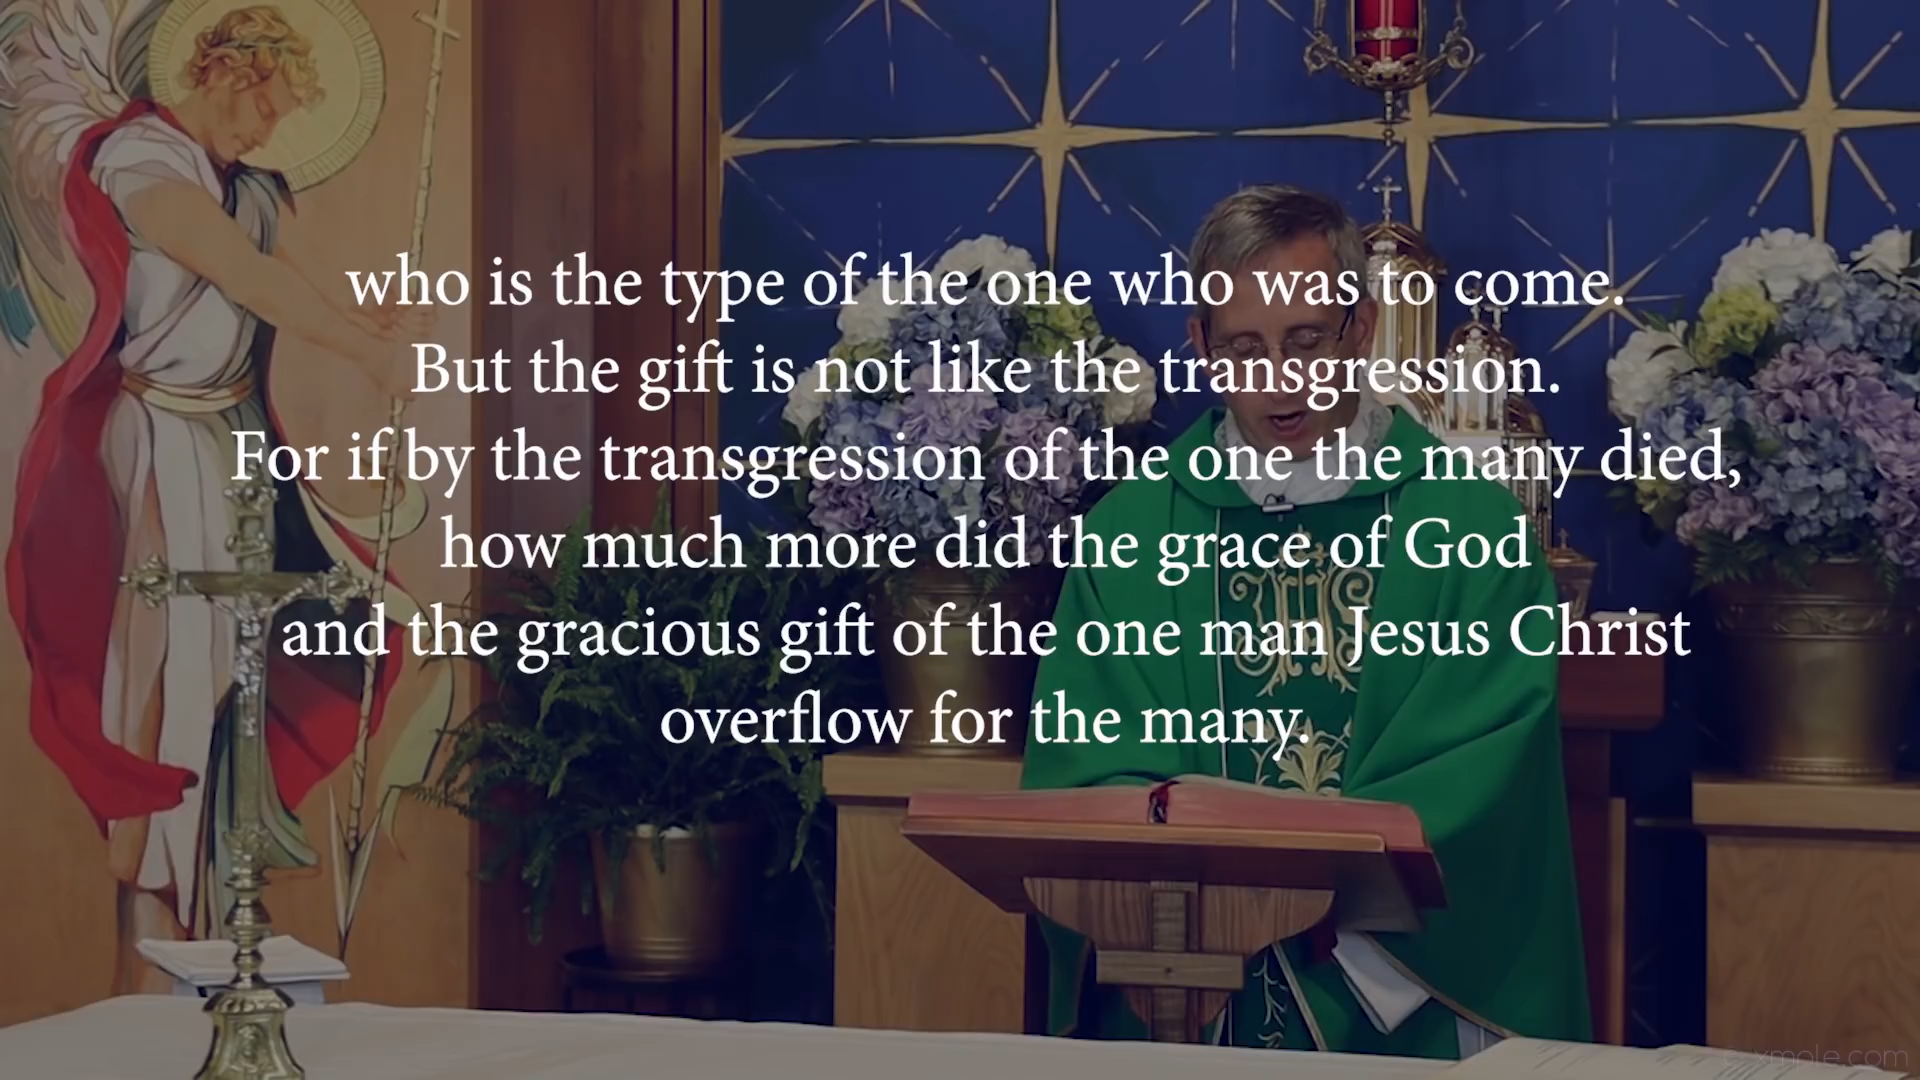 who is the type of the one who was to come.
But the gift is not like the transgression.
For if by the transgression of the one the many died,
how much more did the grace of God
and the gracious gift of the one man Jesus Christ
overflow for the many.